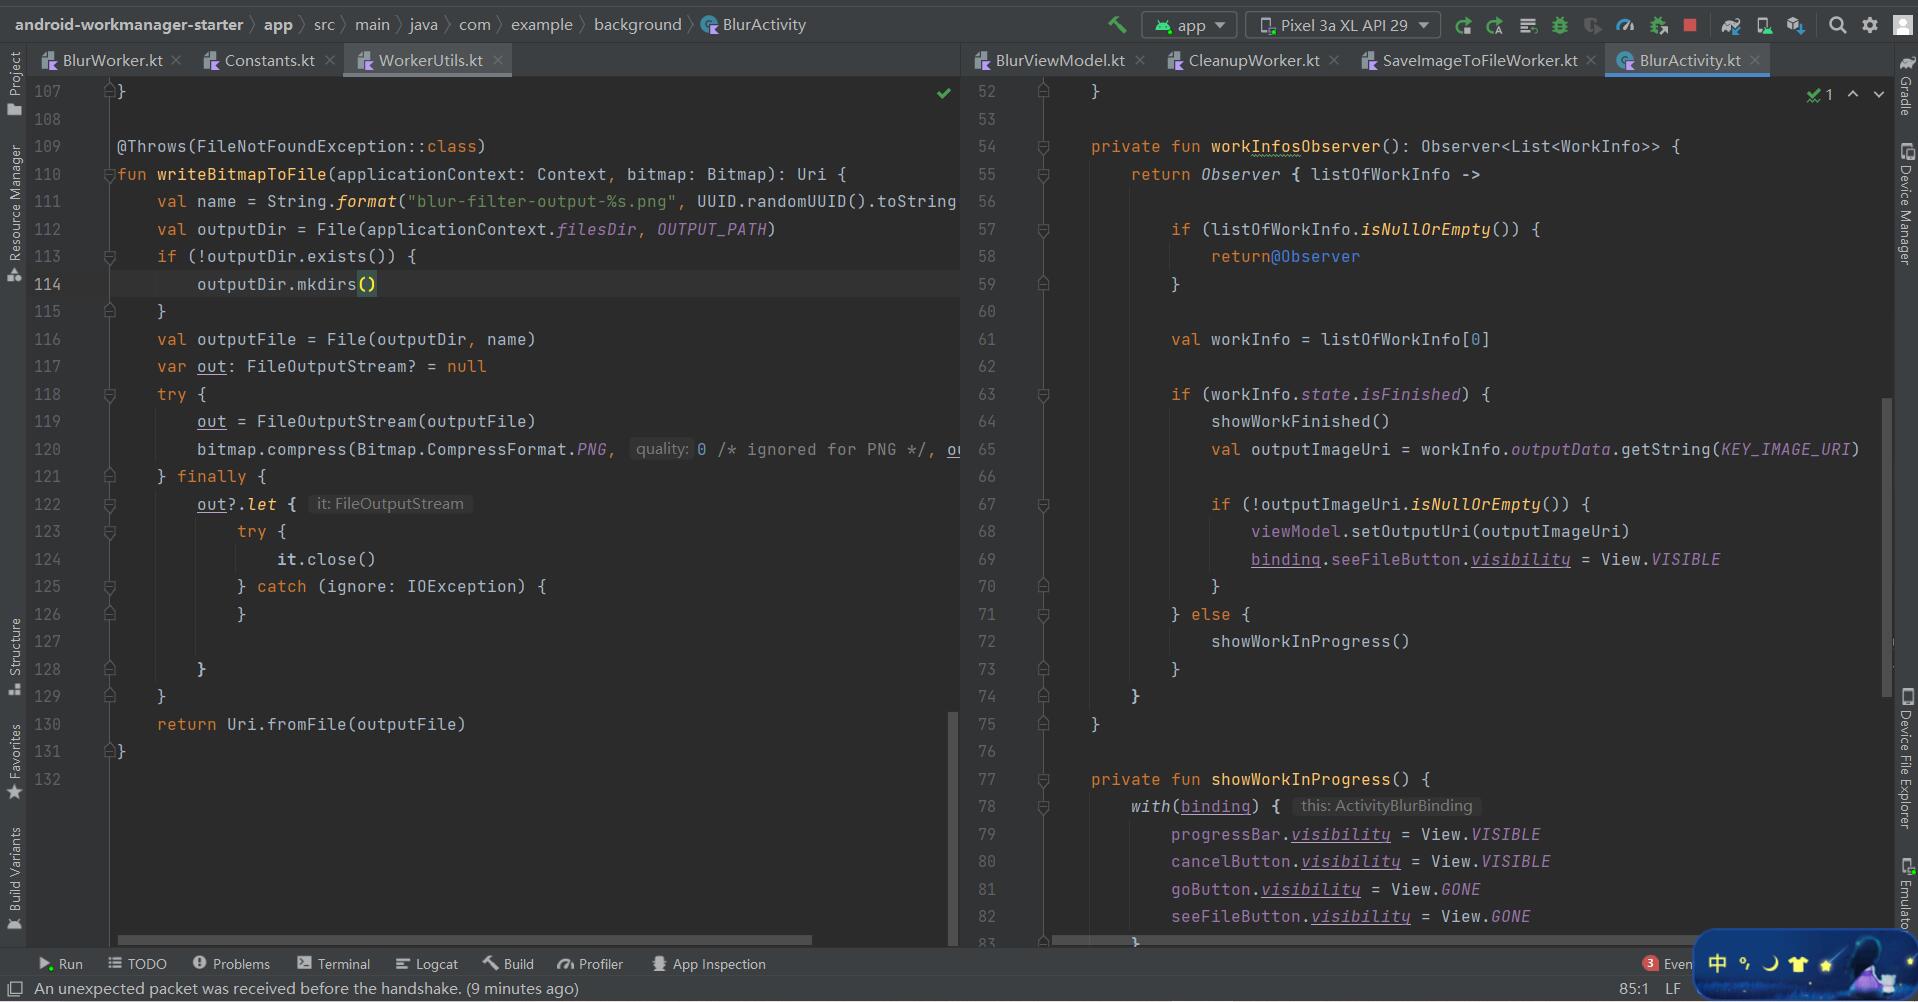 android-workmanager-starter app src main java com example background BlurActivity app Pixel 3a XL API 29
BlurWorker.kt Constants.kt WorkerUtils.kt
107 }
108
109 @Throws(FileNotFoundException::class)
110 fun writeBitmapToFile(applicationContext: Context, bitmap: Bitmap): Uri {
111 val name = String.format("blur-filter-output-%s.png", UUID.randomUUID().toString
112 val outputDir = File(applicationContext.filesDir, OUTPUT_PATH)
113 if (!outputDir.exists()) {
114 outputDir.mkdirs()
115 }
116 val outputFile = File(outputDir, name)
117 var out: FileOutputStream? = null
118 try {
119 out = FileOutputStream(outputFile)
120 bitmap.compress(Bitmap.CompressFormat.PNG, quality: 0 /* ignored for PNG */, ou
121 } finally {
122 out?.let { it: FileOutputStream
123 try {
124 it.close()
125 } catch (ignore: IOException) {
126 }
127
128 }
129 }
130 return Uri.fromFile(outputFile)
131 }
132
BlurViewModel.kt CleanupWorker.kt SaveImageToFileWorker.kt BlurActivity.kt
1
52 }
53
54 private fun workInfosObserver(): Observer<List<WorkInfo>> {
55 return Observer { listOfWorkInfo ->
56
57 if (listOfWorkInfo.isNullOrEmpty()) {
58 return@Observer
59 }
60
61 val workInfo = listOfWorkInfo[0]
62
63 if (workInfo.state.isFinished) {
64 showWorkFinished()
65 val outputImageUri = workInfo.outputData.getString(KEY_IMAGE_URI)
66
67 if (!outputImageUri.isNullOrEmpty()) {
68 viewModel.setOutputUri(outputImageUri)
69 binding.seeFileButton.visibility = View.VISIBLE
70 }
71 } else {
72 showWorkInProgress()
73 }
74 }
75 }
76
77 private fun showWorkInProgress() {
78 with(binding) { this: ActivityBlurBinding
79 progressBar.visibility = View.VISIBLE
80 cancelButton.visibility = View.VISIBLE
81 goButton.visibility = View.GONE
82 seeFileButton.visibility = View.GONE
83 }
Project
Resource Manager
Structure
Favorites
Build Variants
Gradle
Device Manager
Device File Explorer
Emulato
Run TODO Problems Terminal Logcat Build Profiler App Inspection 3 Even
中
An unexpected packet was received before the handshake. (9 minutes ago) 85:1 LF